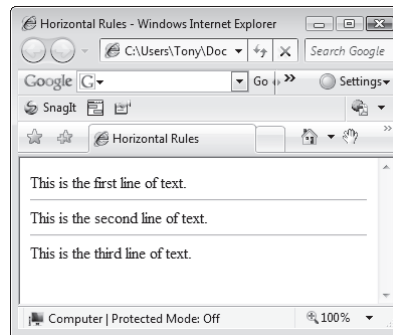 Horizontal Rules - Windows Internet Explorer
C:\Users\Tony\Doc Search Google
Google G Go » Settings
SnagIt
Horizontal Rules »
This is the first line of text.
This is the second line of text.
This is the third line of text.
Computer | Protected Mode: Off 100%